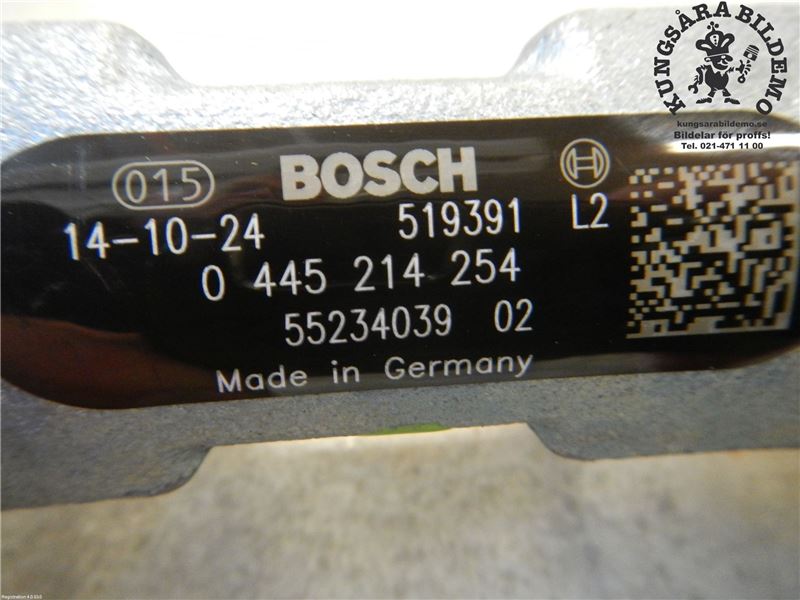 KUNGSÅRA BILDEMO
kungsarabildemo.se
Bildelar för proffs!
Tel. 021-471 11 00
015
BOSCH
14-10-24 519391 L2
0 445 214 254
55234039 02
Made in Germany